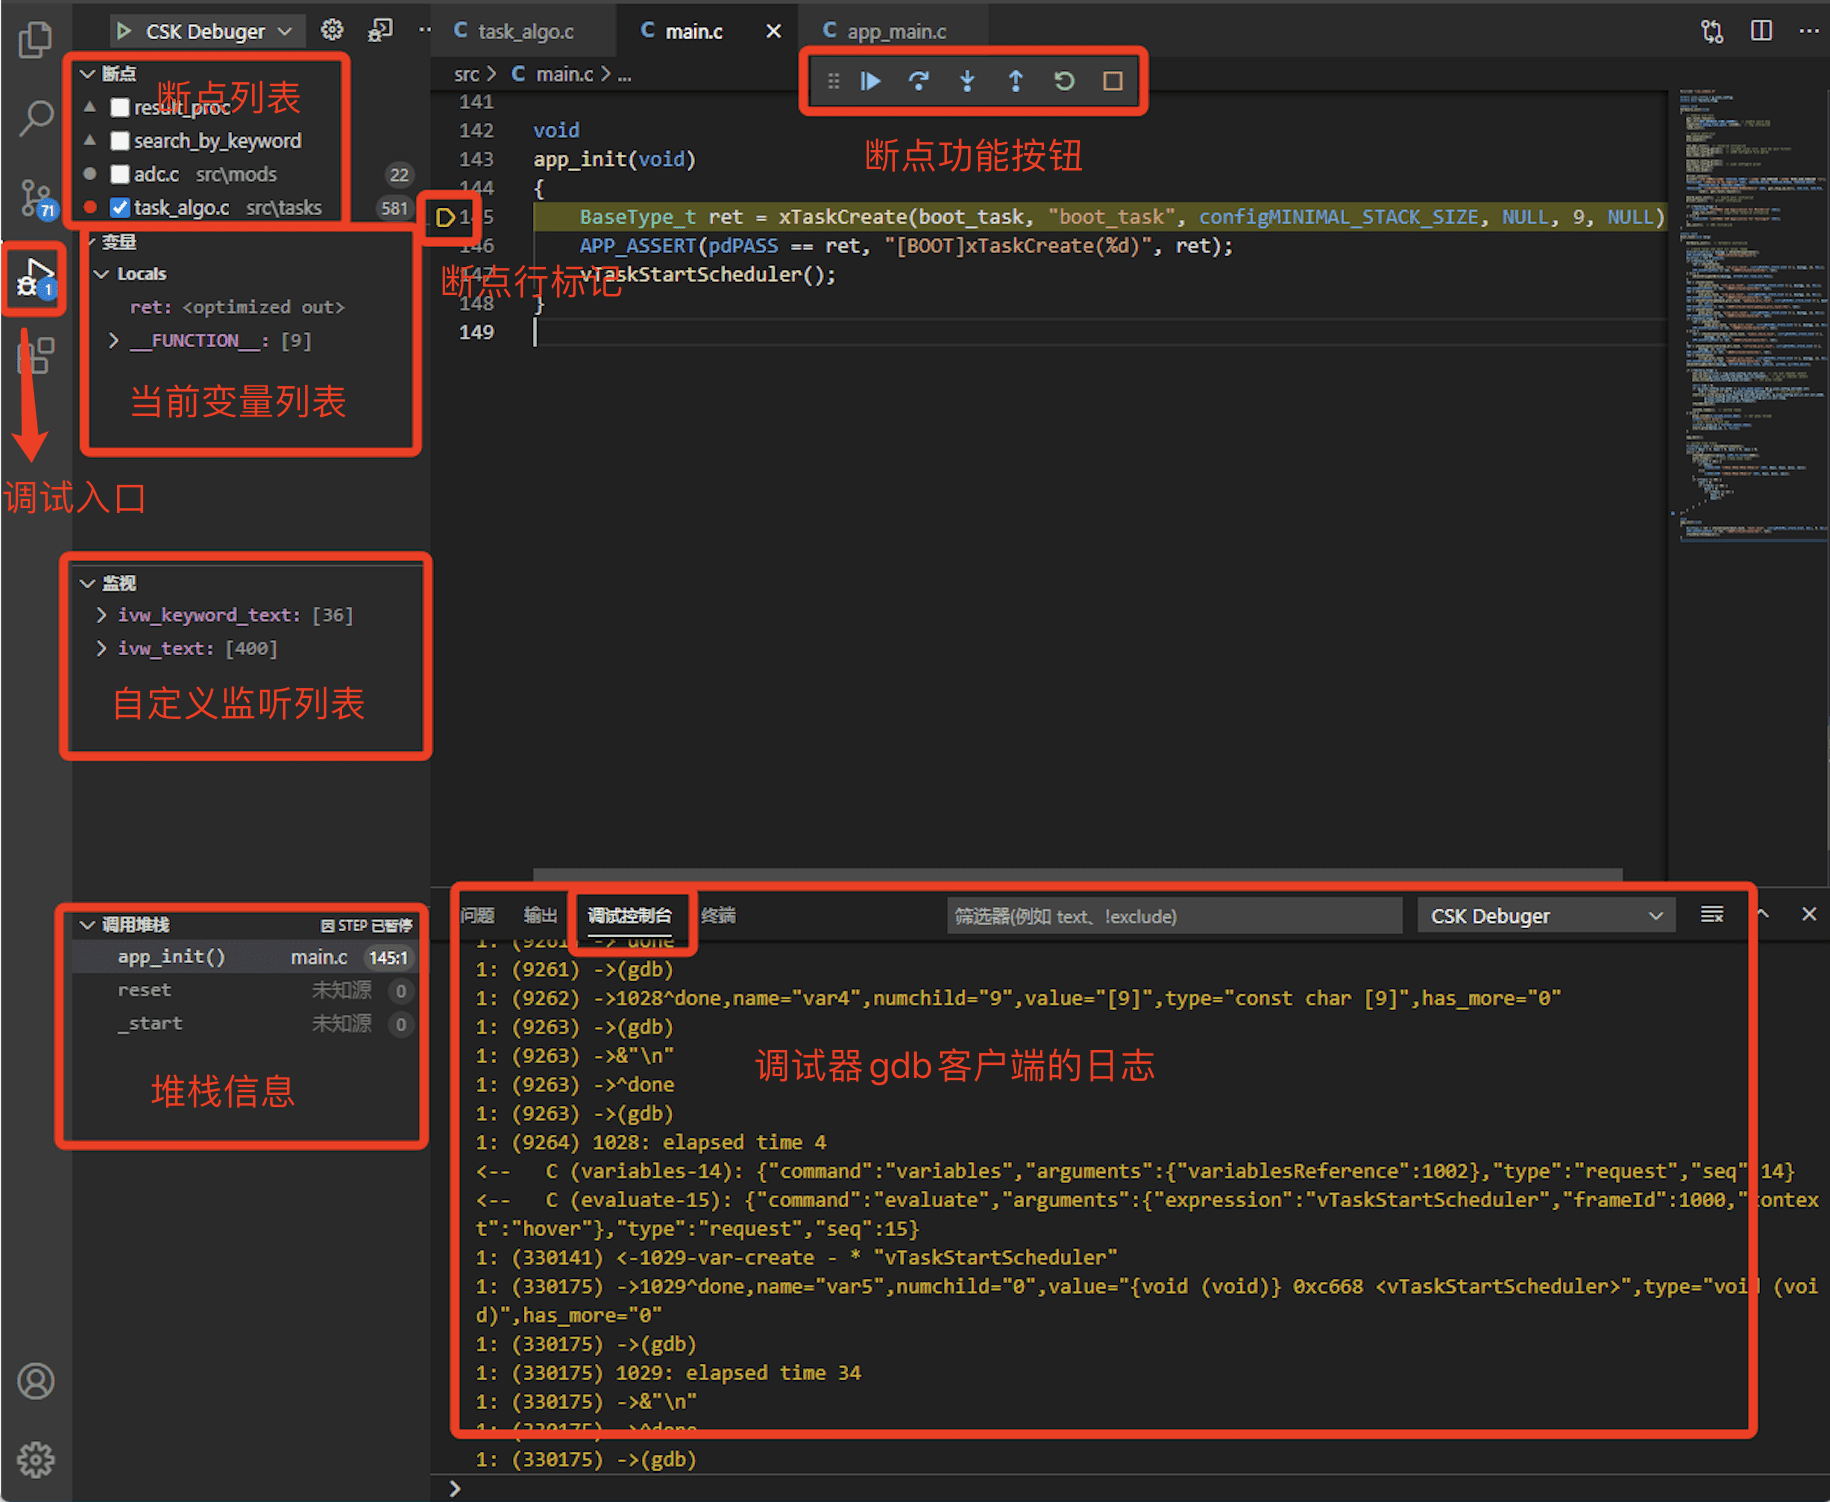 CSK Debuger
task_algo.c
main.c
app_main.c
src > C main.c > ...
断点
断点列表
result_proc
search_by_keyword
adc.c src\mods 22
task_algo.c src\tasks 581
71
变量
Locals
1
ret: <optimized out>
__FUNCTION__: [9]
当前变量列表
调试入口
监视
ivw_keyword_text: [36]
ivw_text: [400]
自定义监听列表
调用堆栈 因 STEP 已暂停
app_init() main.c 145:1
reset 未知源 0
_start 未知源 0
堆栈信息
断点功能按钮
141
142 void
143 app_init(void)
144 {
145 BaseType_t ret = xTaskCreate(boot_task, "boot_task", configMINIMAL_STACK_SIZE, NULL, 9, NULL)
146 APP_ASSERT(pdPASS == ret, "[BOOT]xTaskCreate(%d)", ret);
147 vTaskStartScheduler();
断点行标记
148 }
149
问题 输出 调试控制台 终端 筛选器(例如 text、!exclude) CSK Debuger
1: (9261) ->^done
1: (9261) ->(gdb)
1: (9262) ->1028^done,name="var4",numchild="9",value="[9]",type="const char [9]",has_more="0"
1: (9263) ->(gdb)
1: (9263) ->&"\n"
调试器gdb客户端的日志
1: (9263) ->^done
1: (9263) ->(gdb)
1: (9264) 1028: elapsed time 4
<-- C (variables-14): {"command":"variables","arguments":{"variablesReference":1002},"type":"request","seq":14}
<-- C (evaluate-15): {"command":"evaluate","arguments":{"expression":"vTaskStartScheduler","frameId":1000,"contex
t":"hover"},"type":"request","seq":15}
1: (330141) <-1029-var-create - * "vTaskStartScheduler"
1: (330175) ->1029^done,name="var5",numchild="0",value="{void (void)} 0xc668 <vTaskStartScheduler>",type="void (voi
d)",has_more="0"
1: (330175) ->(gdb)
1: (330175) 1029: elapsed time 34
1: (330175) ->&"\n"
1: (330175) ->^done
1: (330175) ->(gdb)